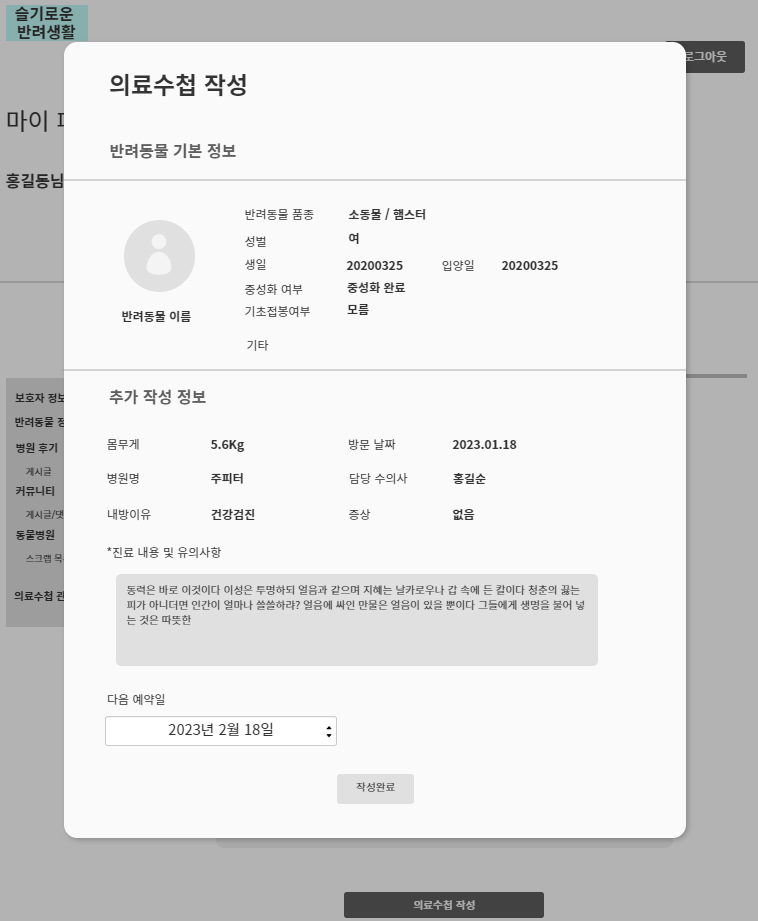 슬기로운
반려생활
로그아웃
마이
홍길동님
의료수첩 작성
반려동물 기본 정보
반려동물 품종 소동물 / 햄스터
성별 여
생일 20200325 입양일 20200325
중성화 여부 중성화 완료
기초접봉여부 모름
기타
반려동물 이름
추가 작성 정보
몸무게 5.6Kg 방문 날짜 2023.01.18
병원명 주피터 담당 수의사 홍길순
내방이유 건강검진 증상 없음
*진료 내용 및 유의사항
동력은 바로 이것이다 이성은 투명하되 얼음과 같으며 지혜는 날카로우나 갑 속에 든 칼이다 청춘의 끓는
피가 아니더면 인간이 얼마나 쓸쓸하랴? 얼음에 싸인 만물은 얼음이 있을 뿐이다 그들에게 생명을 불어 넣
는 것은 따뜻한
다음 예약일
2023년 2월 18일
작성완료
보호자 정보
반려동물 정
병원 후기
게시글
커뮤니티
게시글/댓
동물병원
스크랩 목
의료수첩 관
의료수첩 작성